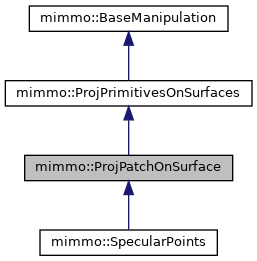 mimmo::BaseManipulation
mimmo::ProjPrimitivesOnSurfaces
mimmo::ProjPatchOnSurface
mimmo::SpecularPoints